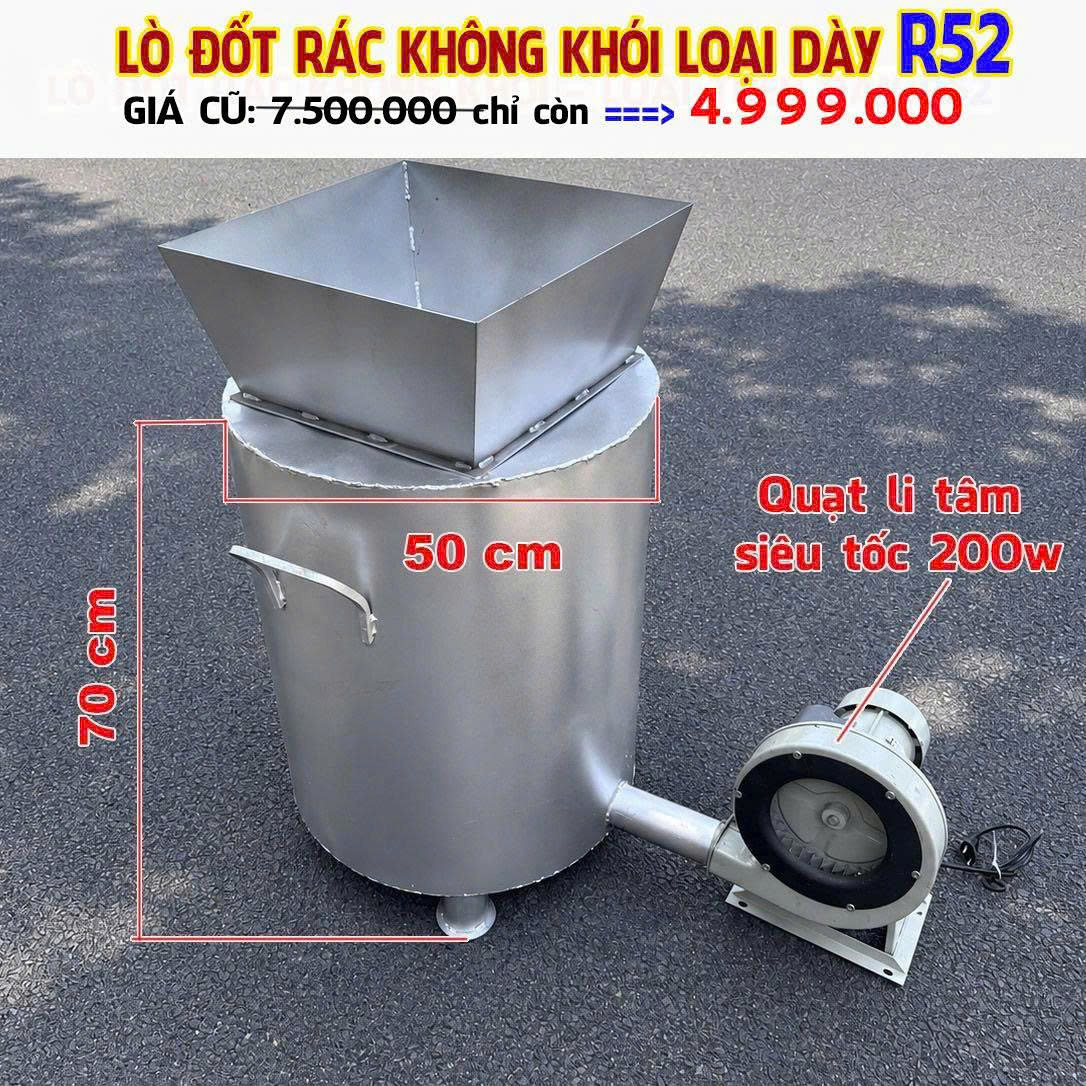 LÒ ĐỐT RÁC KHÔNG KHÓI LOẠI DÀY R52
GIÁ CŨ: 7.500.000 chỉ còn ===> 4.999.000
50 cm
70 cm
Quạt li tâm
siêu tốc 200w